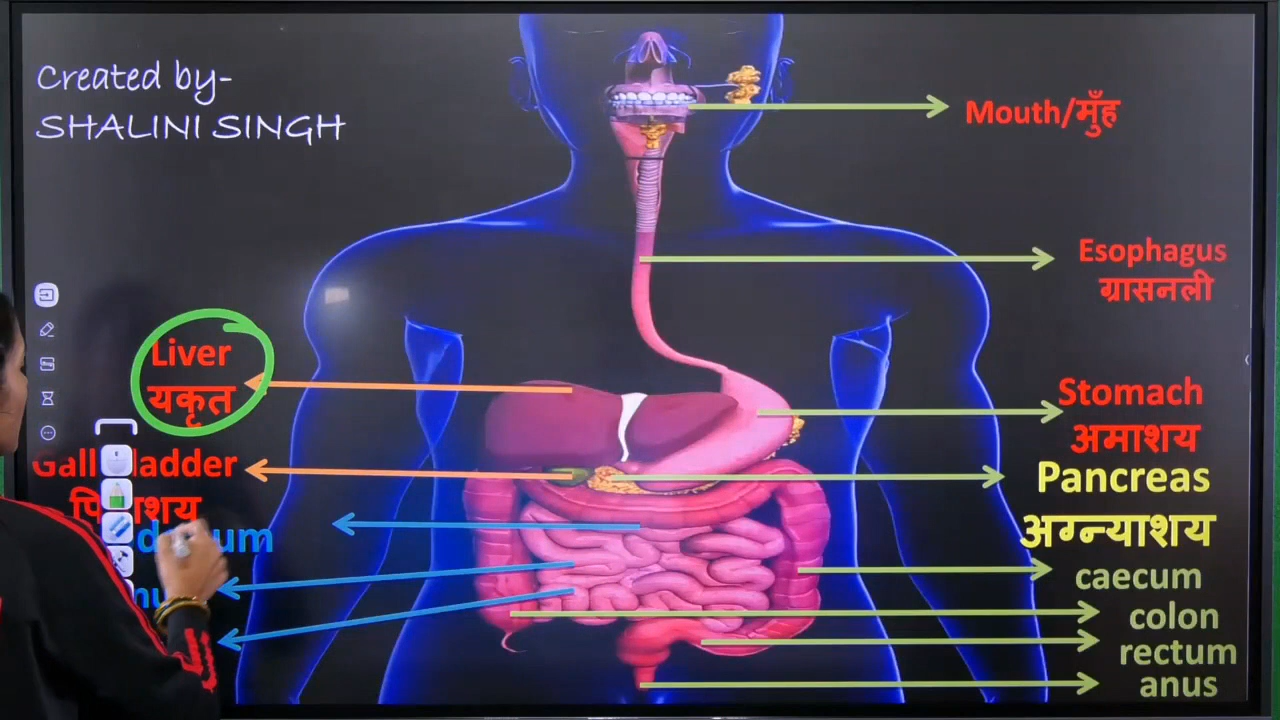 Created by-
SHALINI SINGH
Mouth/मुँह
Esophagus
ग्रासनली
Liver
यकृत
Stomach
अमाशय
Pancreas
अग्न्याशय
caecum
colon
rectum
anus